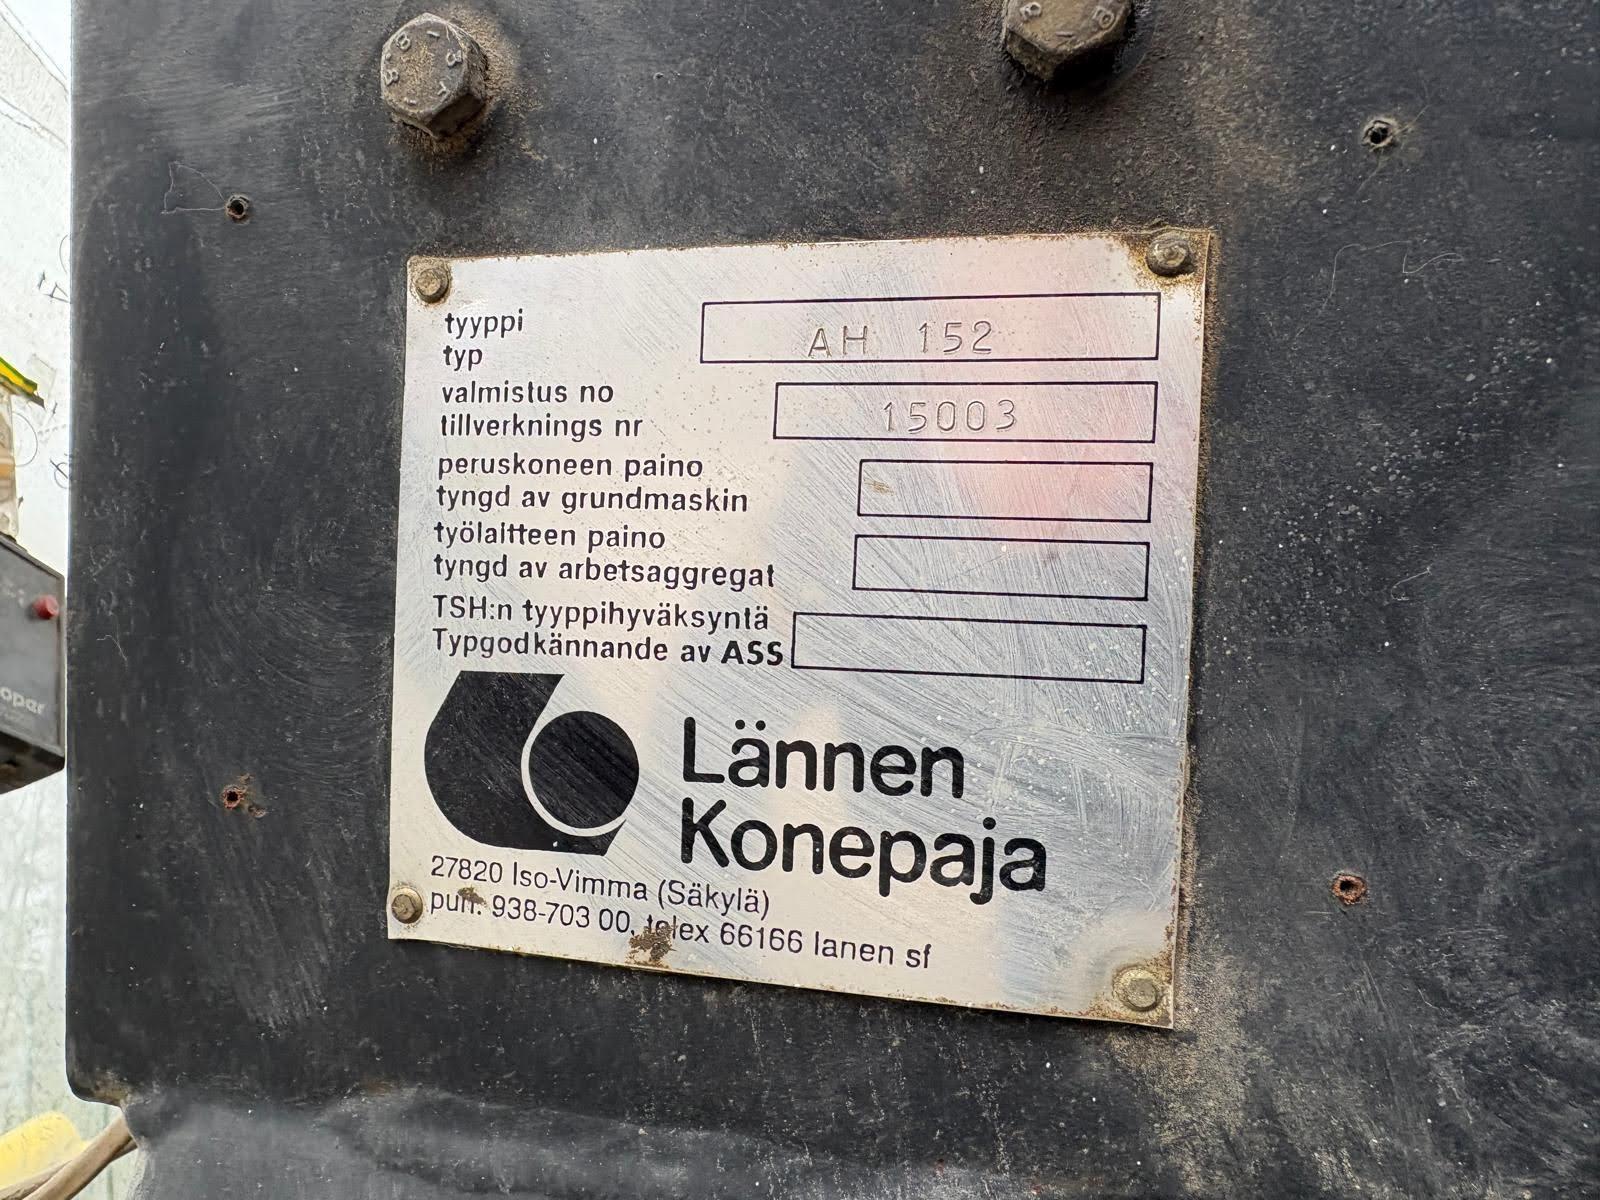 tyyppi
typ
AH 152
valmistus no
tillverknings nr
15003
peruskoneen paino
tyngd av grundmaskin
työlaitteen paino
tyngd av arbetsaggregat
TSH:n tyyppihyväksyntä
Typgodkännande av ASS
Lännen
Konepaja
27820 Iso-Vimma (Säkylä)
puh. 938-703 00, telex 66166 lanen sf